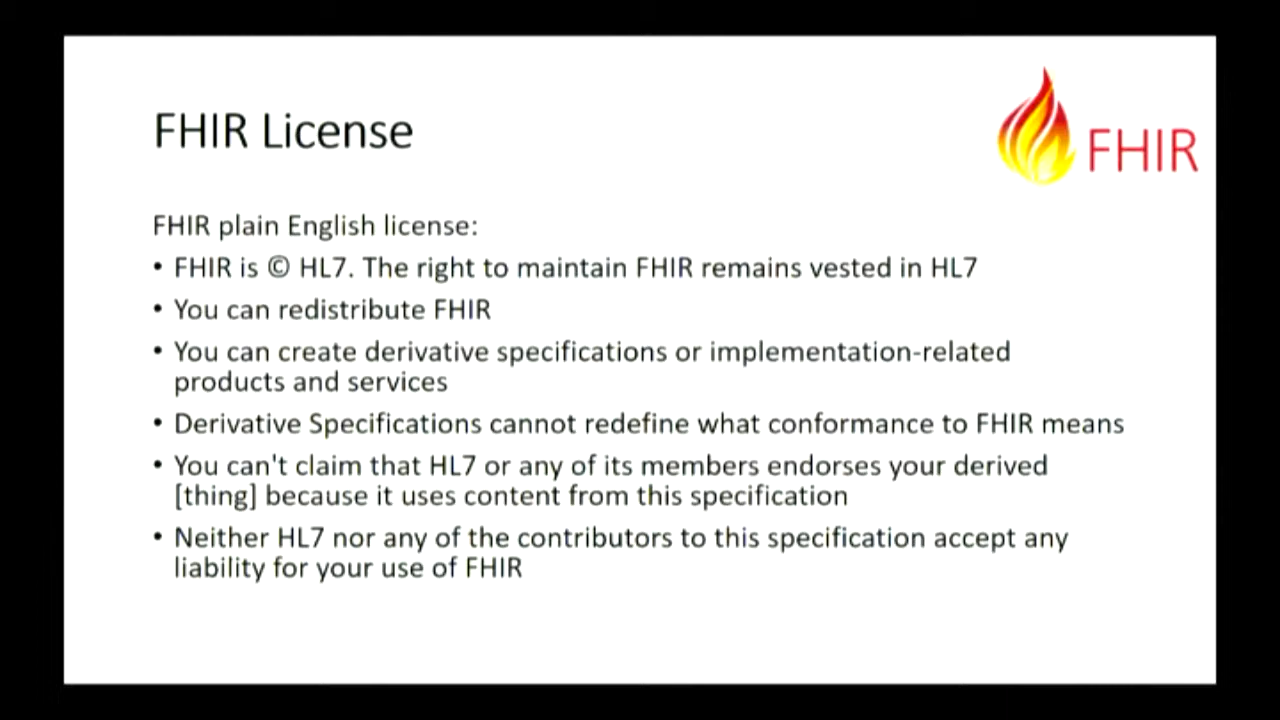 FHIR License
FHIR
FHIR plain English license:
• FHIR is © HL7. The right to maintain FHIR remains vested in HL7
• You can redistribute FHIR
• You can create derivative specifications or implementation-related
products and services
• Derivative Specifications cannot redefine what conformance to FHIR means
• You can't claim that HL7 or any of its members endorses your derived
[thing] because it uses content from this specification
• Neither HL7 nor any of the contributors to this specification accept any
liability for your use of FHIR